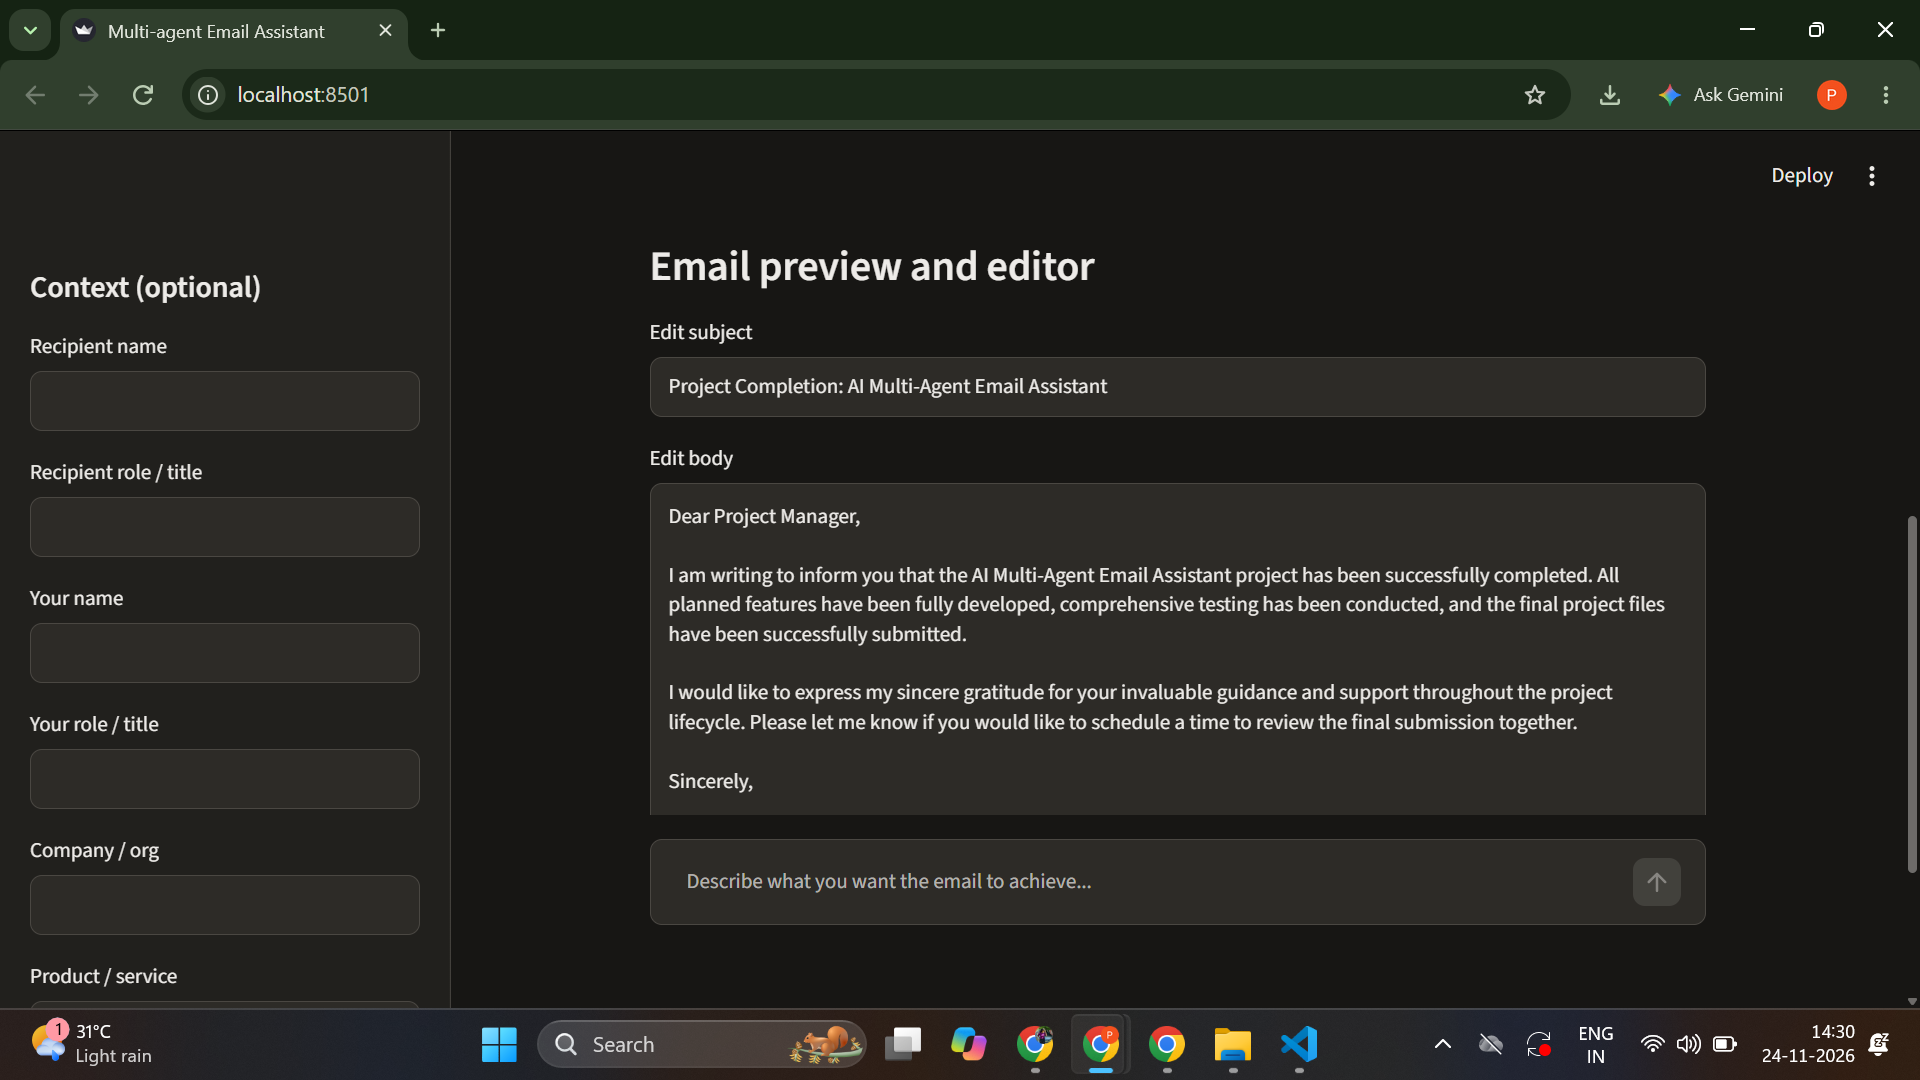 Multi-agent Email Assistant
localhost:8501
Ask Gemini
P
Deploy
Context (optional)
Recipient name
Recipient role / title
Your name
Your role / title
Company / org
Product / service
Email preview and editor
Edit subject
Project Completion: AI Multi-Agent Email Assistant
Edit body
Dear Project Manager,
I am writing to inform you that the AI Multi-Agent Email Assistant project has been successfully completed. All
planned features have been fully developed, comprehensive testing has been conducted, and the final project files
have been successfully submitted.
I would like to express my sincere gratitude for your invaluable guidance and support throughout the project
lifecycle. Please let me know if you would like to schedule a time to review the final submission together.
Sincerely,
Describe what you want the email to achieve...
1
31°C
Light rain
Search
P
ENG
IN
14:30
24-11-2026